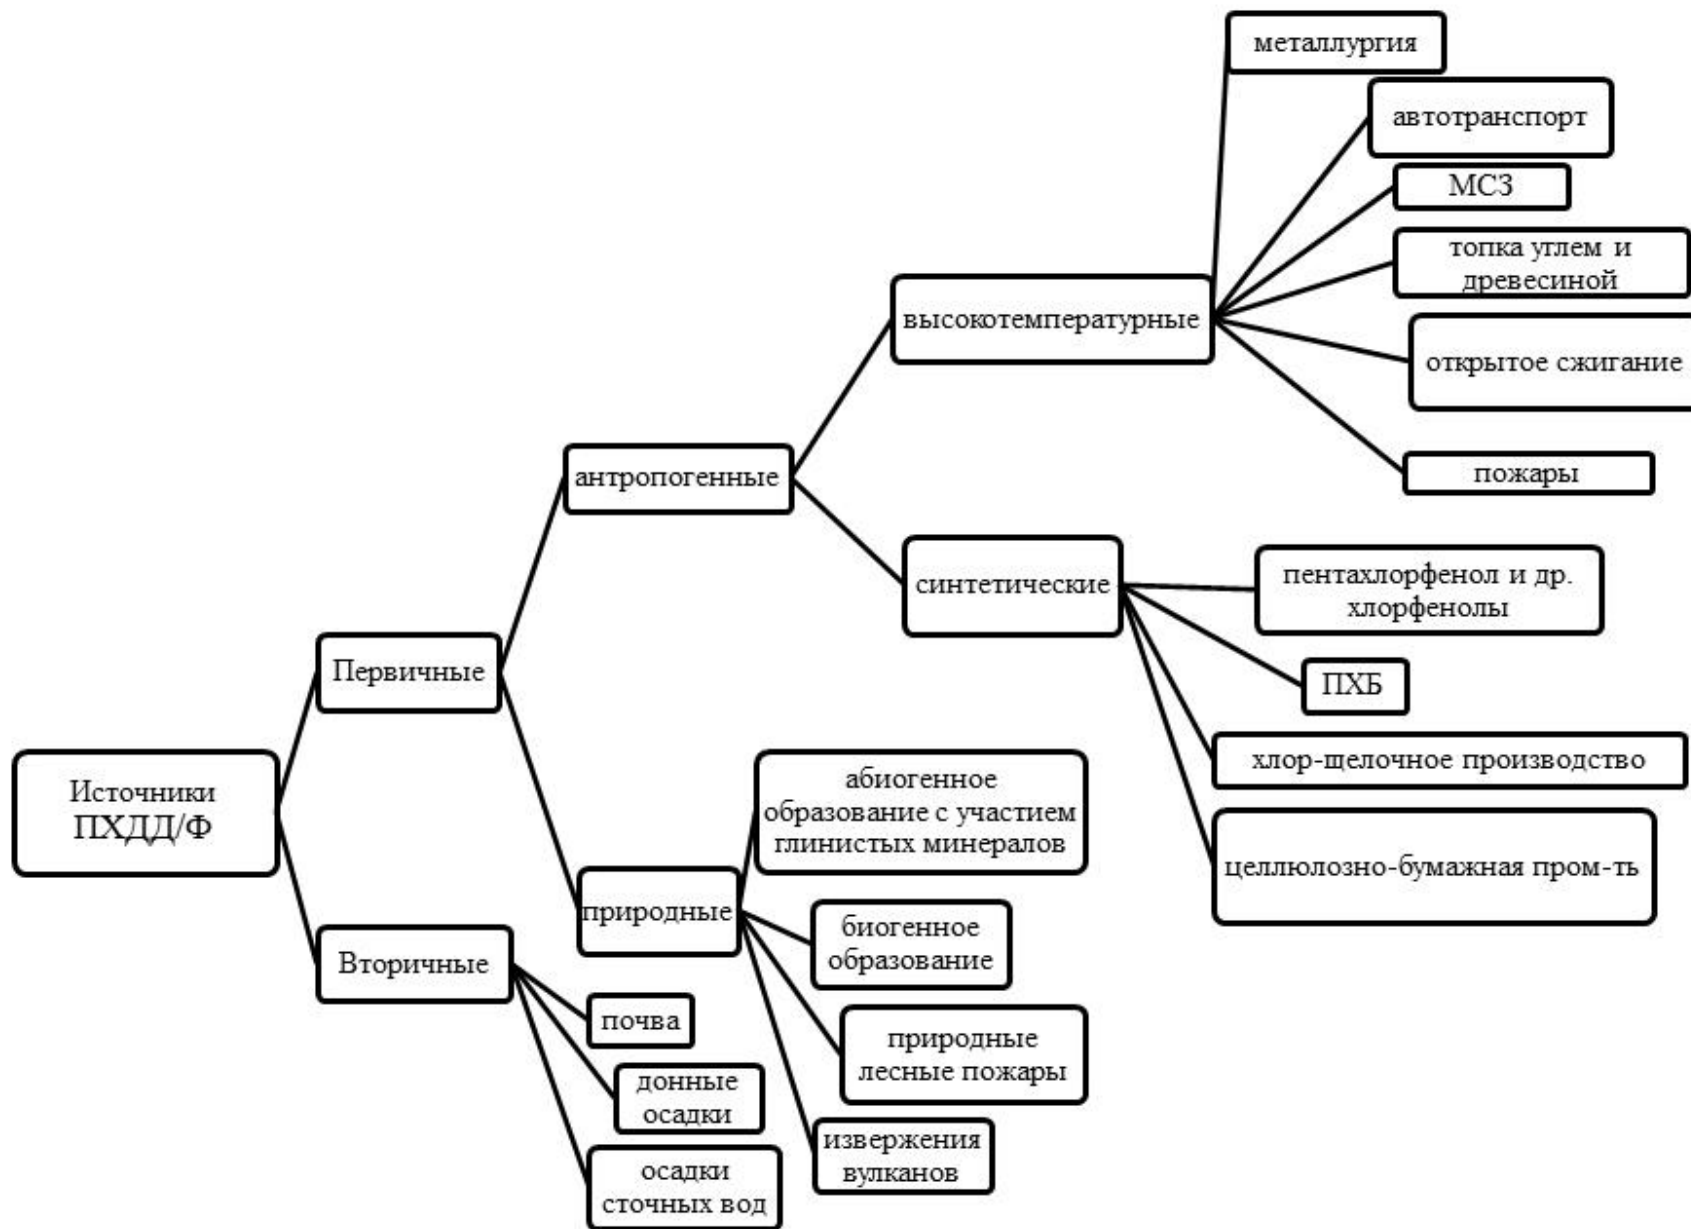 металлургия
автотранспорт
МСЗ
топка углем и
древесиной
высокотемпературные
открытое сжигание
пожары
антропогенные
синтетические
пентахлорфенол и др.
хлорфенолы
ПХБ
хлор-щелочное производство
целлюлозно-бумажная пром-ть
Первичные
Источники
ПХДД/Ф
абиогенное
образование с участием
глинистых минералов
природные
биогенное
образование
природные
лесные пожары
извержения
вулканов
Вторичные
почва
донные
осадки
осадки
сточных вод